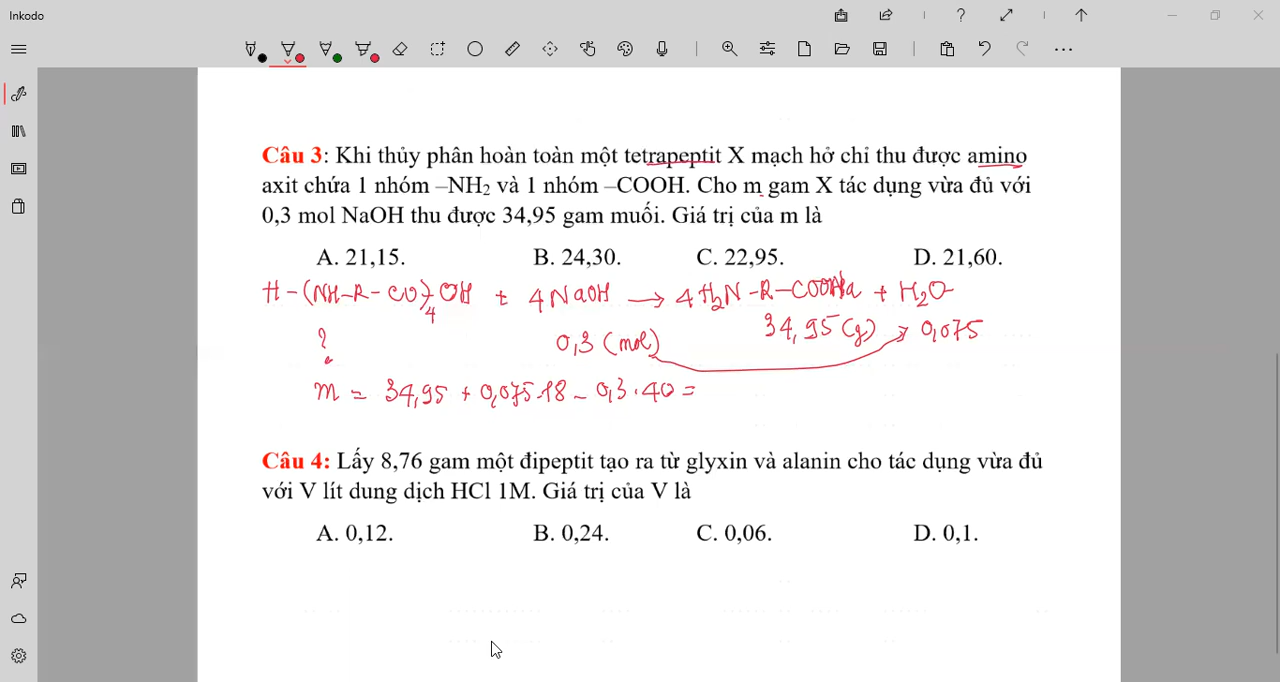 Inkodo
Câu 3: Khi thủy phân hoàn toàn một tetrapeptit X mạch hở chỉ thu được amino
axit chứa 1 nhóm –NH₂ và 1 nhóm –COOH. Cho m gam X tác dụng vừa đủ với
0,3 mol NaOH thu được 34,95 gam muối. Giá trị của m là
A. 21,15. B. 24,30. C. 22,95. D. 21,60.
H-(NH-R-CO)₄-OH + 4NaOH → 4H₂N-R-COONa + H₂O
? 0,3 (mol) 34,95 (g) 0,075
m = 34,95 + 0,075.18 - 0,3.40 =
Câu 4: Lấy 8,76 gam một đipeptit tạo ra từ glyxin và alanin cho tác dụng vừa đủ
với V lít dung dịch HCl 1M. Giá trị của V là
A. 0,12. B. 0,24. C. 0,06. D. 0,1.